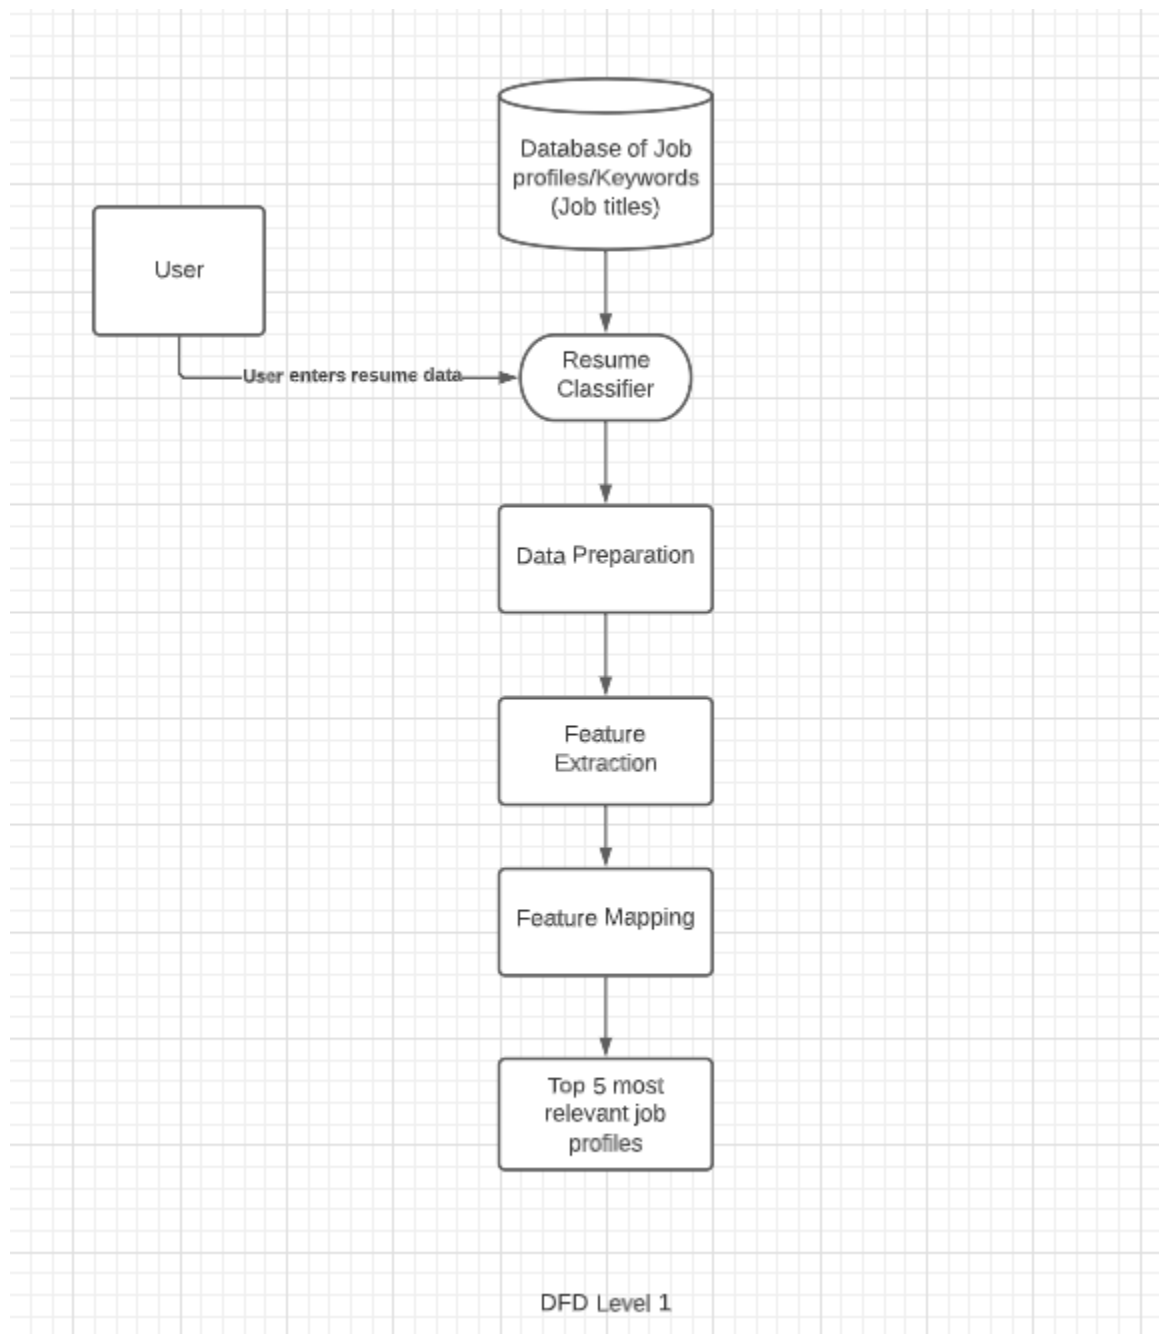 Database of Job
profiles/Keywords
(Job titles)
User
User enters resume data
Resume
Classifier
Data Preparation
Feature
Extraction
Feature Mapping
Top 5 most
relevant job
profiles
DFD Level 1